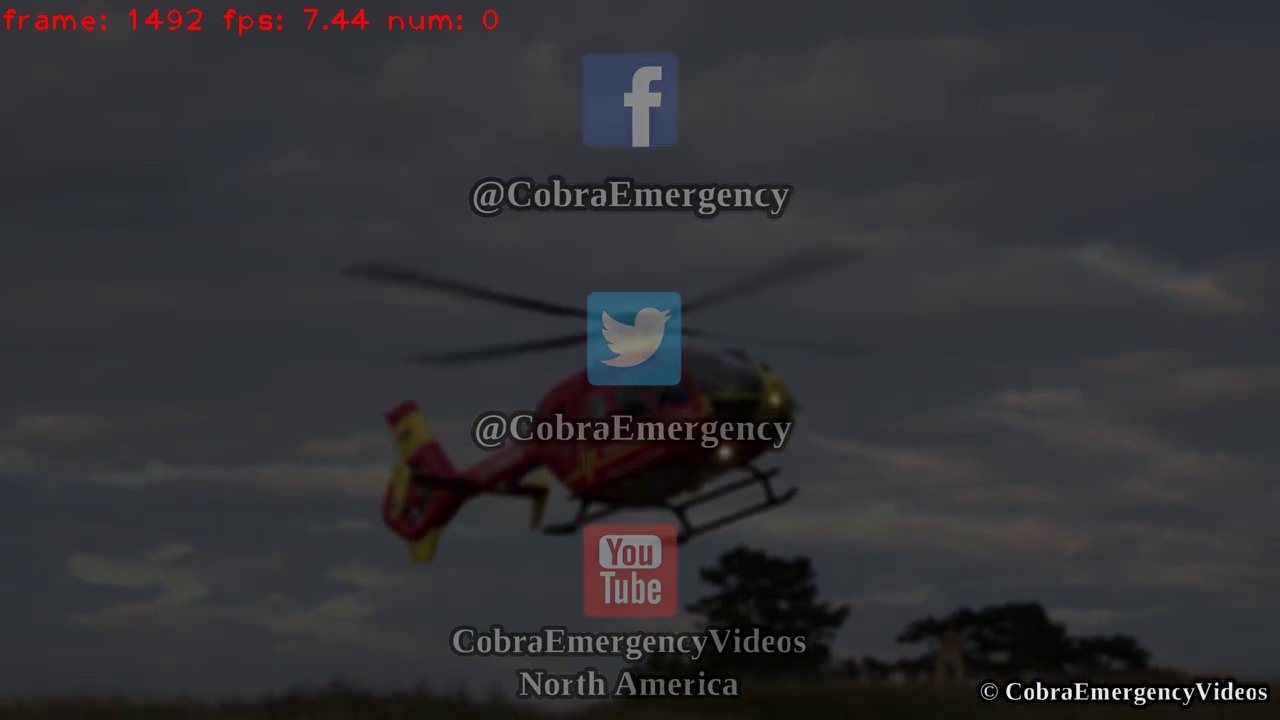 frame: 1492 fps: 7.44 num: 0
f
@CobraEmergency
@CobraEmergency
You
Tube
CobraEmergencyVideos
North America
© CobraEmergencyVideos